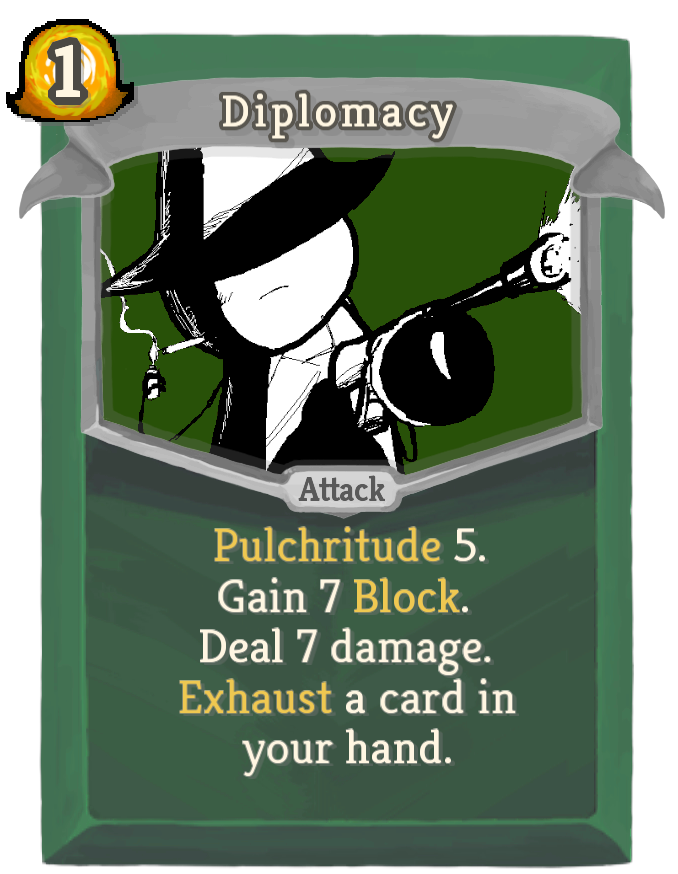 1
Diplomacy
Attack
Pulchritude 5.
Gain 7 Block.
Deal 7 damage.
Exhaust a card in
your hand.